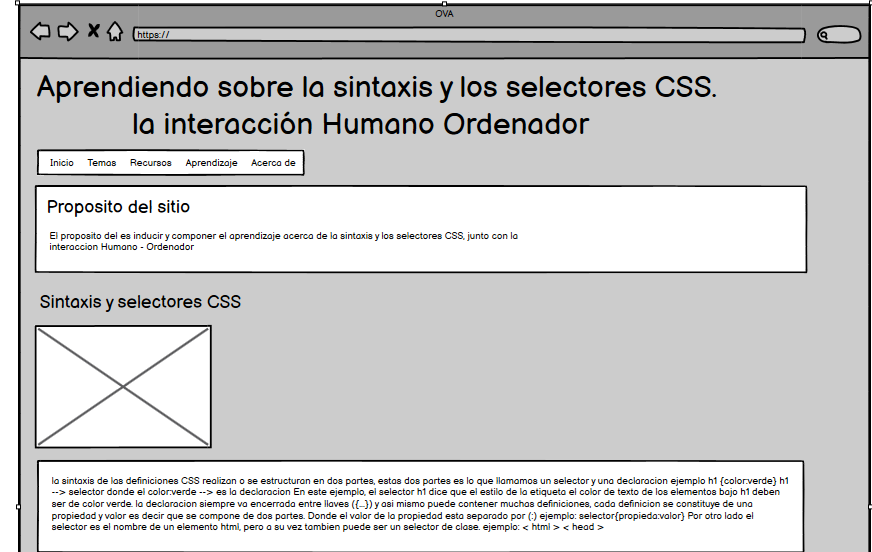 OVA
https://
Aprendiendo sobre la sintaxis y los selectores CSS.
la interacción Humano Ordenador
Inicio Temas Recursos Aprendizaje Acerca de
Proposito del sitio
El proposito del es inducir y componer el aprendizaje acerca de la sintaxis y los selectores CSS, junto con la
interaccion Humano - Ordenador
Sintaxis y selectores CSS
la sintaxis de las definiciones CSS realizan o se estructuran en dos partes, estas dos partes es lo que llamamos un selector y una declaracion ejemplo h1 {color:verde} h1
--> selector donde el color:verde --> es la declaracion En este ejemplo, el selector h1 dice que el estilo de la etiqueta el color de texto de los elementos bajo h1 deben
ser de color verde. la declaracion siempre va encerrada entre llaves ({...}) y asi mismo puede contener muchas definiciones, cada definicion se constituye de una
propiedad y valor es decir que se compone de dos partes. Donde el valor de la propiedad esta separado por (:) ejemplo: selector{propieda:valor} Por otro lado el
selector es el nombre de un elemento html, pero a su vez tambien puede ser un selector de clase. ejemplo: < html > < head >